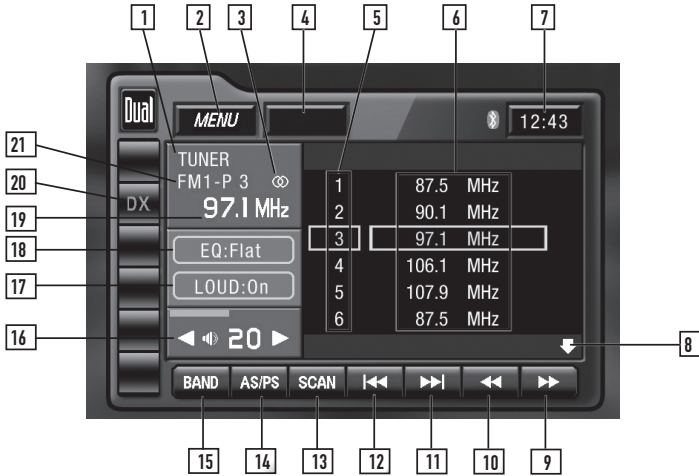 1 2 3 4 5 6 7
Dual MENU 12:43
21 TUNER
FM1-P 3
20 DX
19 97.1 MHz
18 EQ:Flat
17 LOUD:On
16 20
1 87.5 MHz
2 90.1 MHz
3 97.1 MHz
4 106.1 MHz
5 107.9 MHz
6 87.5 MHz
8
BAND AS/PS SCAN
15 14 13 12 11 10 9